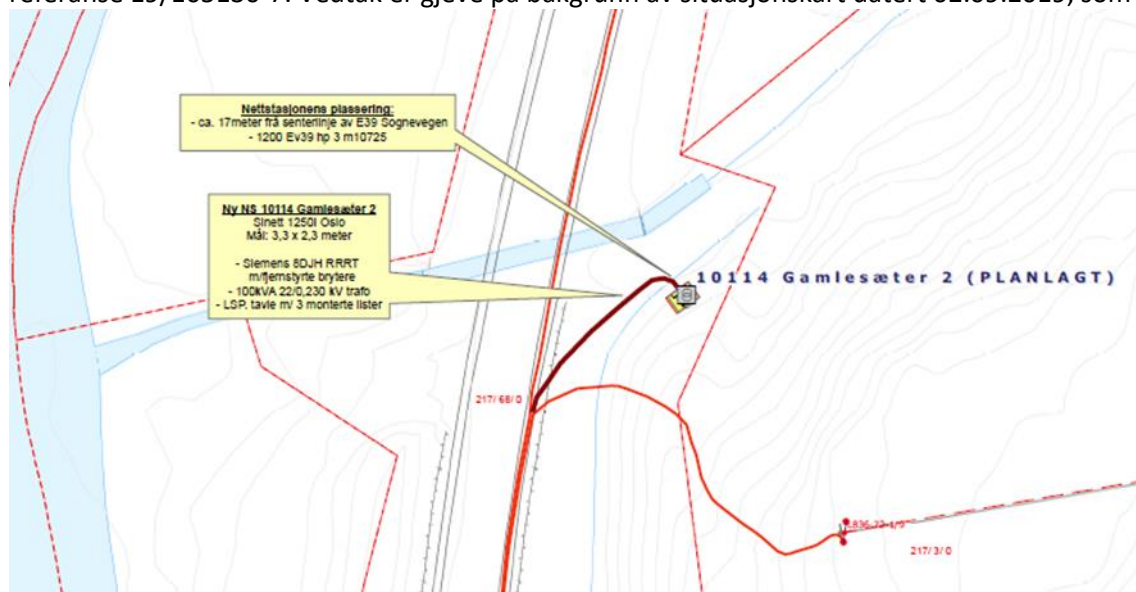 referanse 19/105130-7. Vedtak er gjeve på bakgrunn av situasjonskart datert 02.09.2019, som
Nettstasjonens plassering:
- ca. 17meter frå senterlinje av E39 Sognevegen
- 1200 Ev39 hp 3 m10725
Ny NS 10114 Gamlesæter 2
Sinett 1250l Oslo
Mål: 3,3 x 2,3 meter
- Siemens 8DJH RRRT
m/fjernstyrte brytere
- 100kVA 22/0,230 kV trafo
- LSP. tavle m/ 3 monterte lister
10114 Gamlesæter 2 (PLANLAGT)
217/ 68/ 0
217/ 3/ 0